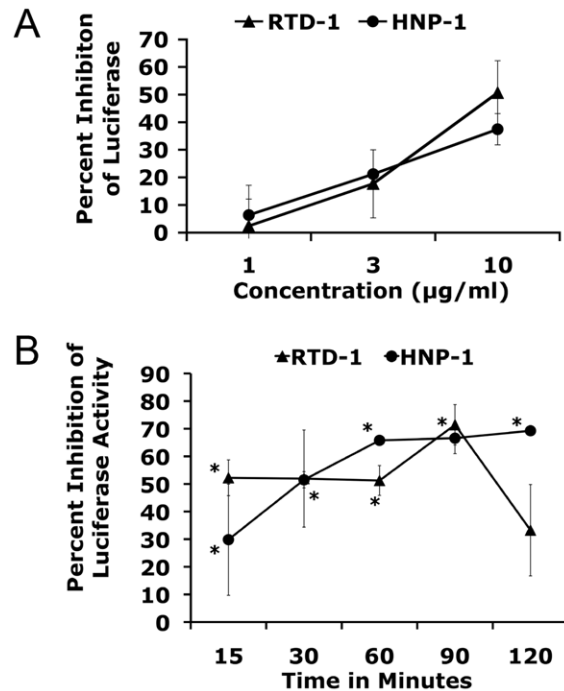 A
RTD-1 HNP-1
Percent Inhibiton
of Luciferase
70
60
50
40
30
20
10
0
1 3 10
Concentration (µg/ml)
B
RTD-1 HNP-1
Percent Inhibition of
Luciferase Activity
90
80
70
60
50
40
30
20
10
0
* * * * * * *
15 30 60 90 120
Time in Minutes